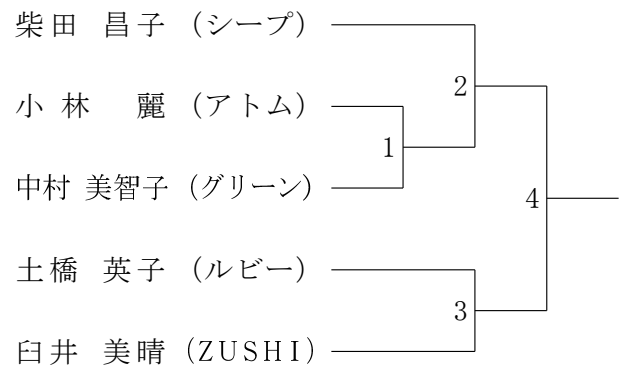 柴田 昌子 （シープ）
2
小林 麗 （アトム）
1
中村 美智子 （グリーン）
4
土橋 英子 （ルビー）
3
臼井 美晴 （ZUSHI）